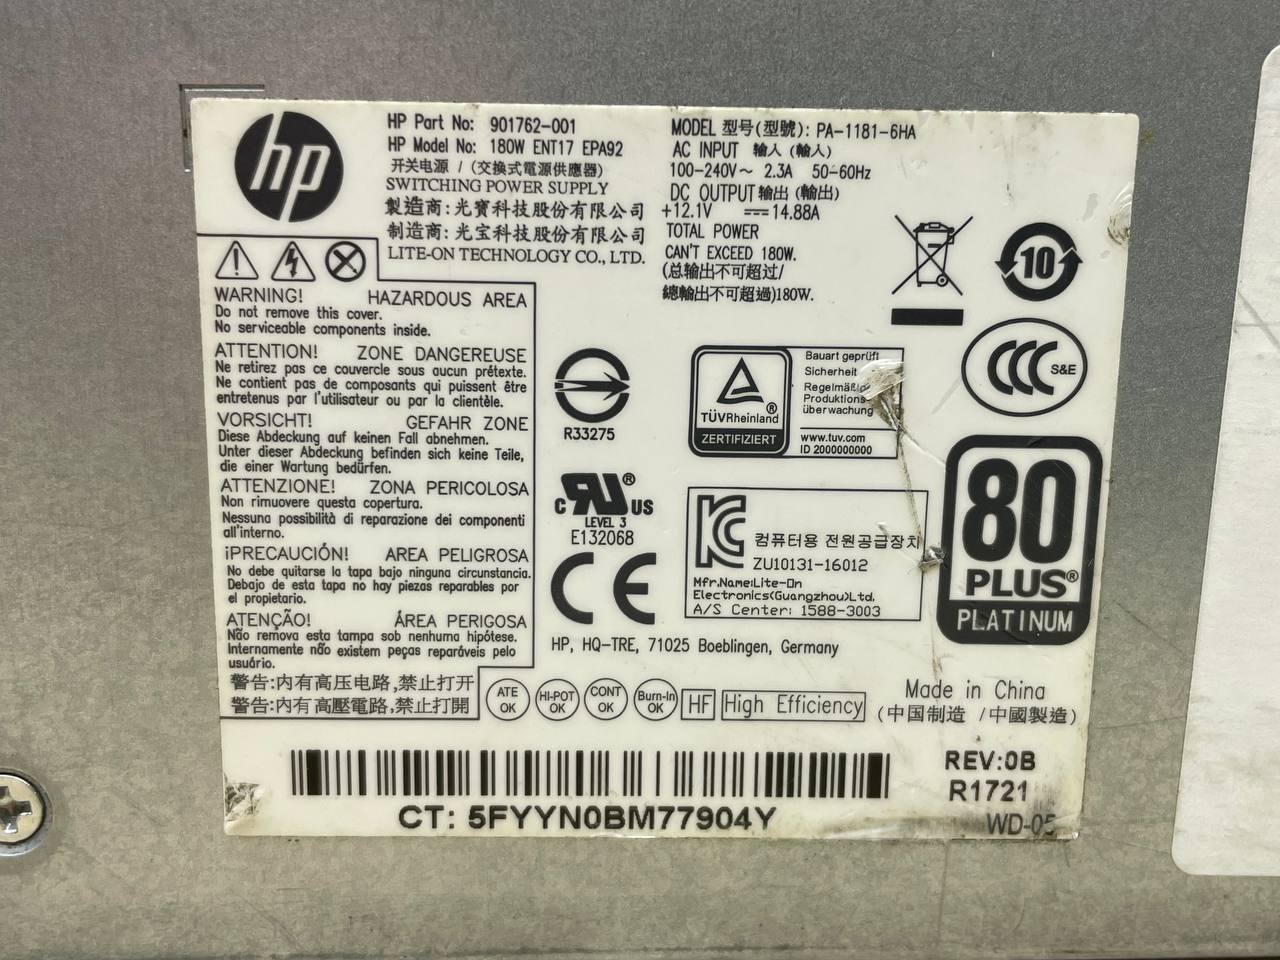 hp
HP Part No: 901762-001
HP Model No: 180W ENT17 EPA92
开关电源 / (交換式電源供應器)
SWITCHING POWER SUPPLY
製造商:光寶科技股份有限公司
制造商:光宝科技股份有限公司
LITE-ON TECHNOLOGY CO., LTD.
MODEL 型号(型號): PA-1181-6HA
AC INPUT 输入 (輸入)
100-240V~ 2.3A 50-60Hz
DC OUTPUT 输出 (輸出)
+12.1V 14.88A
TOTAL POWER
CAN'T EXCEED 180W.
(总输出不可超过/
總輸出不可超過)180W.
WARNING! HAZARDOUS AREA
Do not remove this cover.
No serviceable components inside.
ATTENTION! ZONE DANGEREUSE
Ne retirez pas ce couvercle sous aucun prétexte.
Ne contient pas de composants qui puissent être
entretenus par l'utilisateur ou par la clientèle.
VORSICHT! GEFAHR ZONE
Diese Abdeckung auf keinen Fall abnehmen.
Unter dieser Abdeckung befinden sich keine Teile,
die einer Wartung bedürfen.
ATTENZIONE! ZONA PERICOLOSA
Non rimuovere questa copertura.
Nessuna possibilità di reparazione dei componenti
all'interno.
¡PRECAUCIÓN! AREA PELIGROSA
No debe quitarse la tapa bajo ninguna circunstancia.
Debajo de esta tapa no hay piezas reparables por
el propietario.
ATENÇÃO! ÁREA PERIGOSA
Não remova esta tampa sob nenhuma hipótese.
Internamente não existem peças reparáveis pelo
usuário.
警告:内有高压电路,禁止打开
警告:内有高壓電路,禁止打開
R33275
c RU® US
LEVEL 3
E132068
CE
TÜVRheinland®
ZERTIFIZIERT
Bauart geprüft
Sicherheit
Regelmäßige
Produktions-
überwachung
www.tuv.com
ID 2000000000
10
CCC S&E
KC 컴퓨터용 전원공급장치
ZU10131-16012
Mfr.Name:Lite-On
Electronics(Guangzhou)Ltd.
A/S Center: 1588-3003
80
PLUS®
PLATINUM
HP, HQ-TRE, 71025 Boeblingen, Germany
ATE OK
HI-POT OK
CONT OK
Burn-In OK
HF
High Efficiency
Made in China
(中国制造 /中國製造)
CT: 5FYYN0BM77904Y
REV:0B
R1721
WD-05